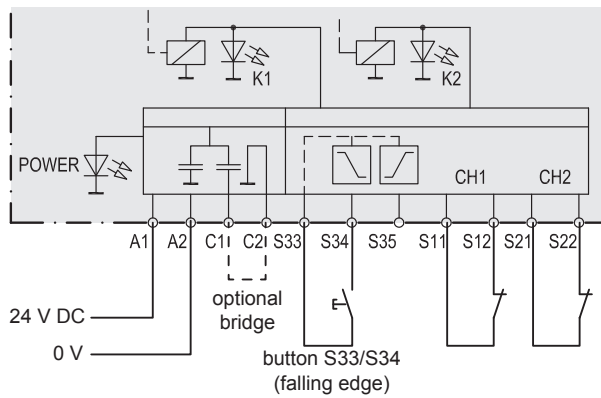 K1
K2
POWER
CH1
CH2
A1
A2
C1
C2
S33
S34
S35
S11
S12
S21
S22
24 V DC
optional
bridge
0 V
button S33/S34
(falling edge)